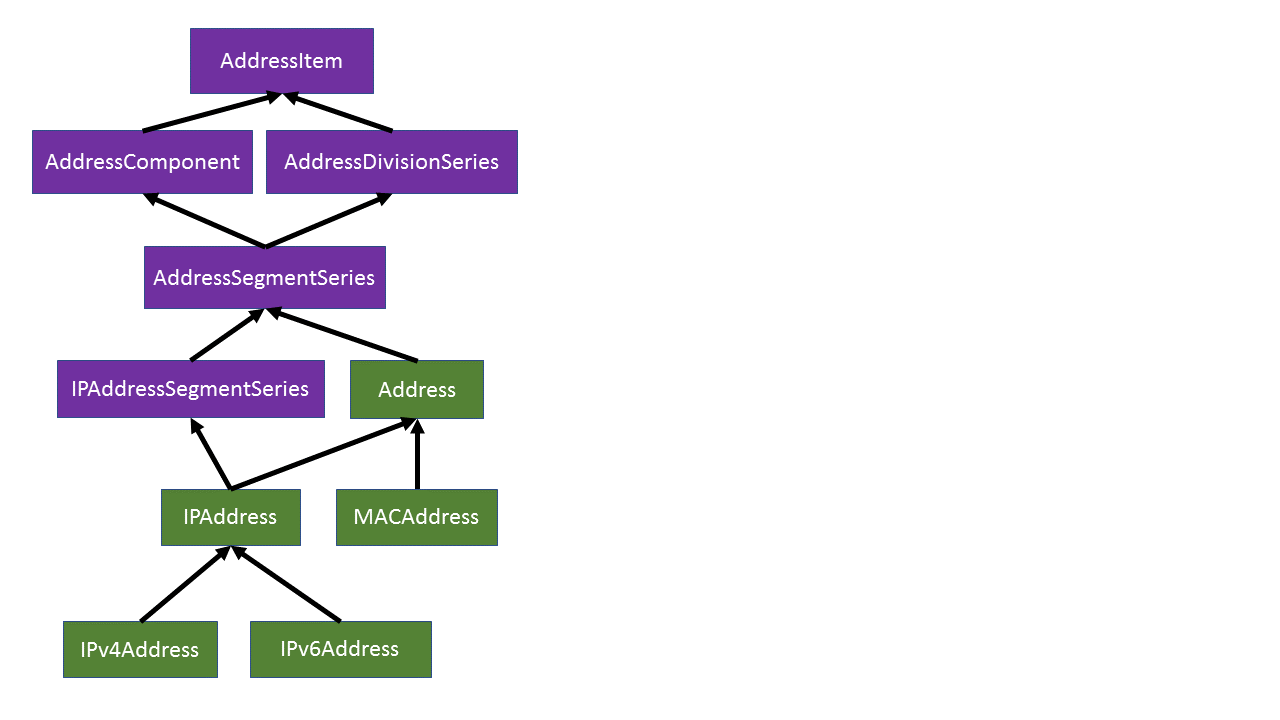 AddressItem
AddressComponent
AddressDivisionSeries
AddressSegmentSeries
IPAddressSegmentSeries
Address
IPAddress
MACAddress
IPv4Address
IPv6Address